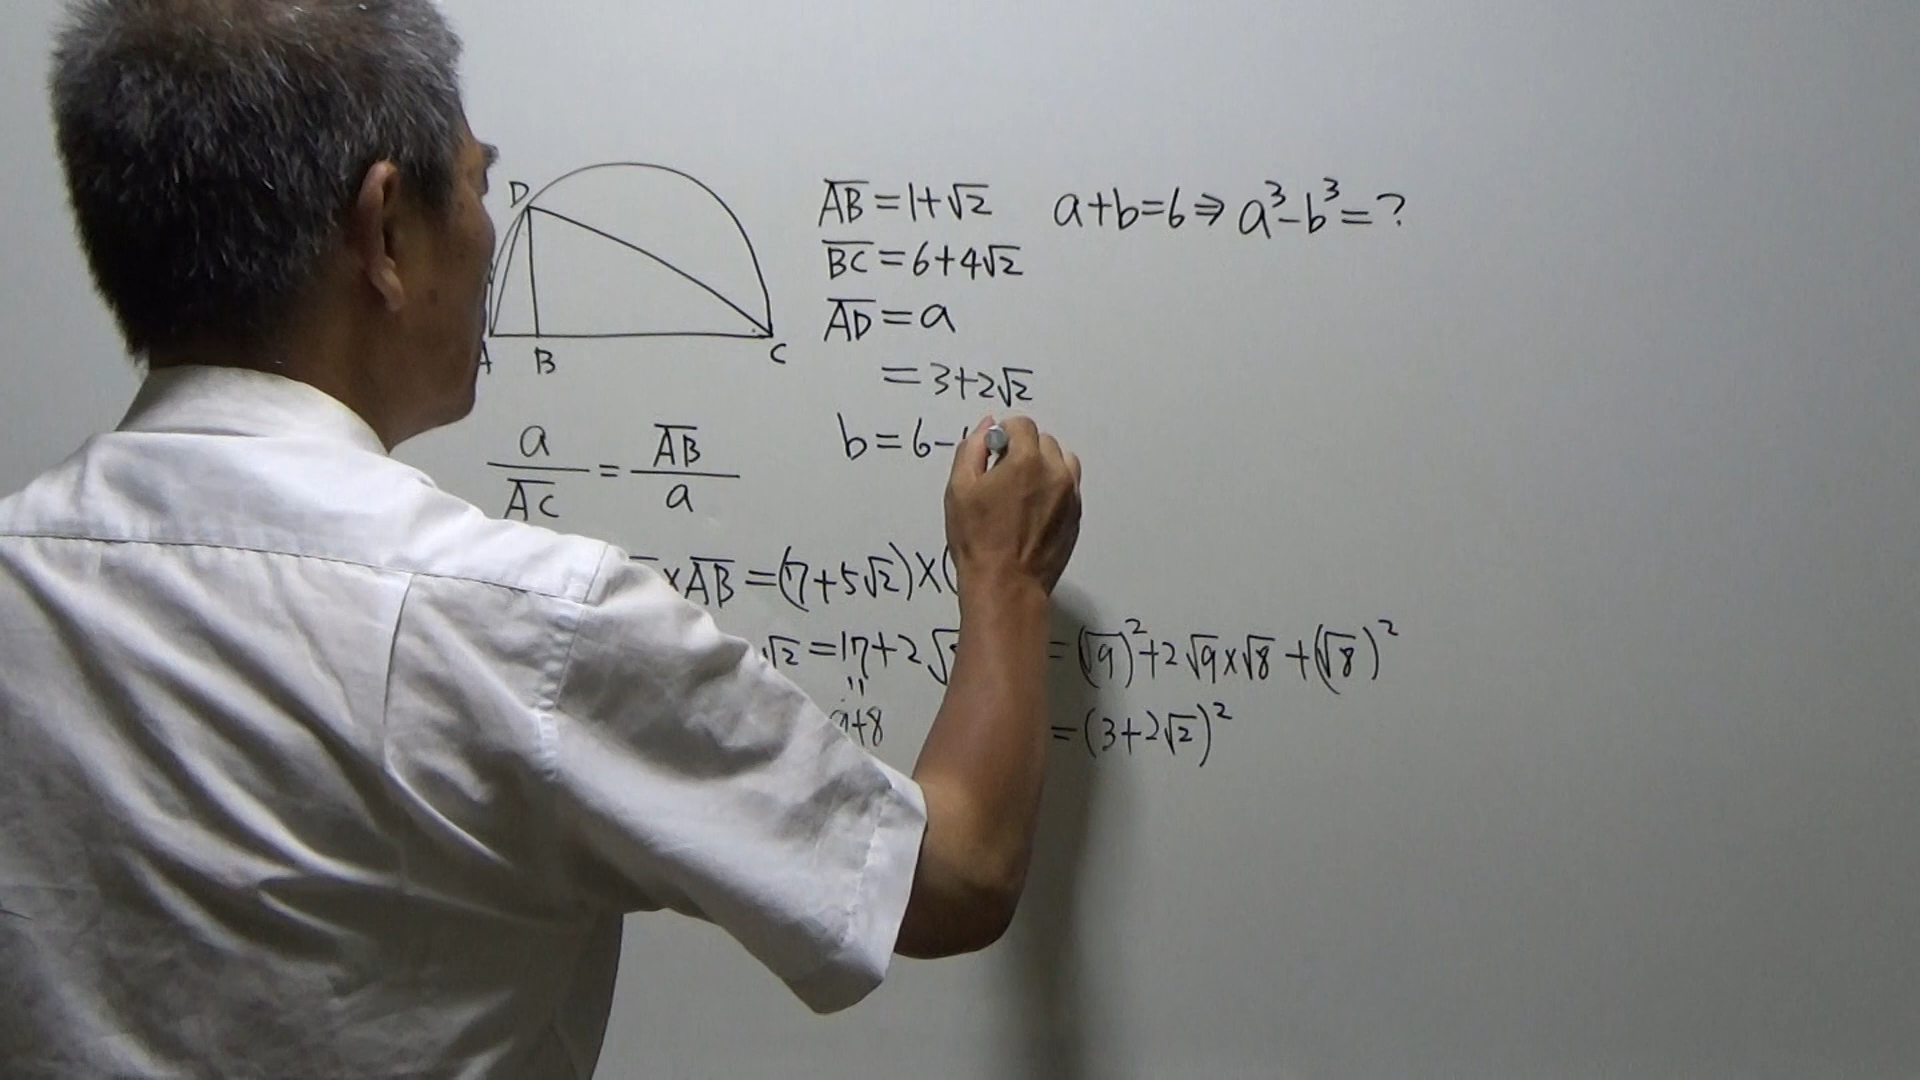 D
A B C
AB = 1+√2 a+b=6 ⇒ a³-b³ = ?
BC = 6+4√2
AD = a
= 3+2√2
b = 6-
a/AC = AB/a
×AB = (7+5√2)×(
√2 = 17+2√ = (√9)²+2√9×√8+(√8)²
"
9+8 = (3+2√2)²